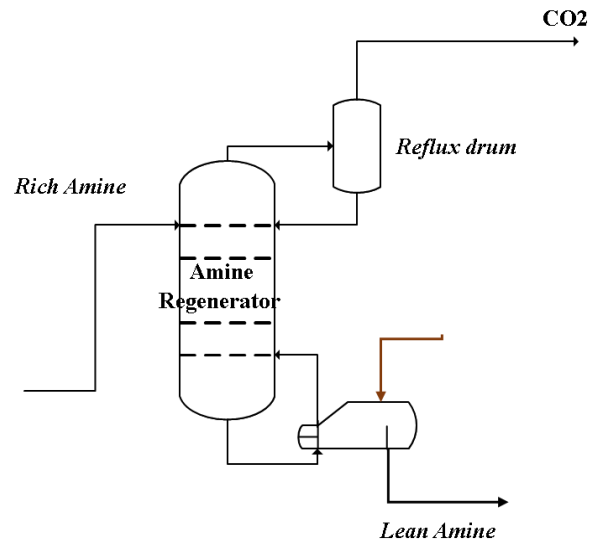 CO2
Reflux drum
Rich Amine
Amine
Regenerator
Lean Amine